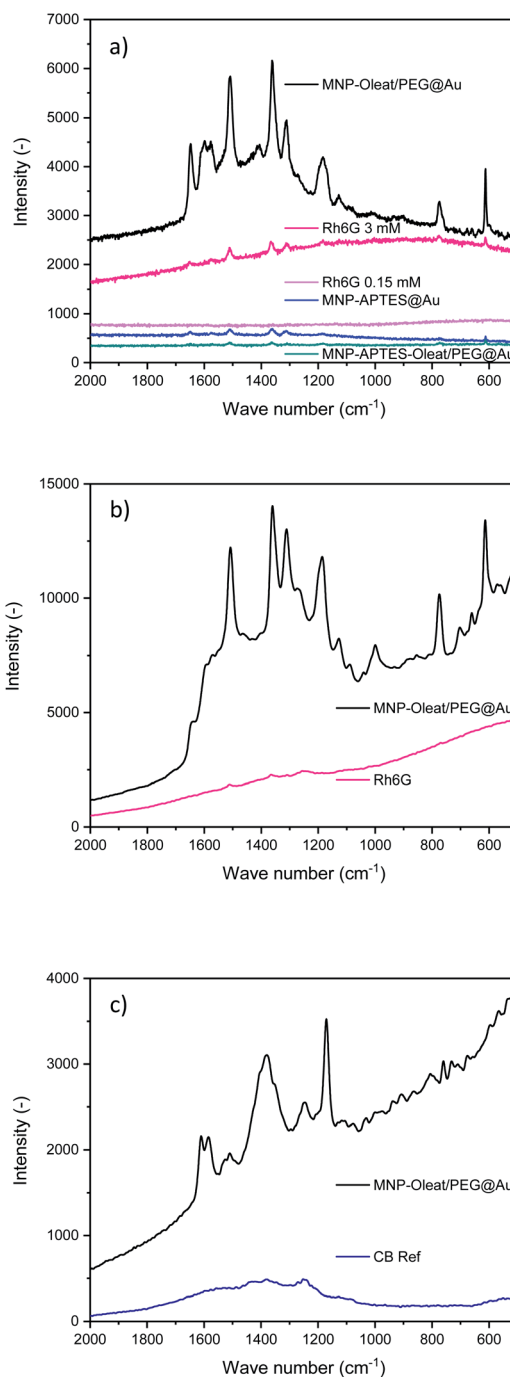 a)
7000
6000
5000
4000
3000
2000
1000
0
Intensity (-)
MNP-Oleat/PEG@Au
Rh6G 3 mM
Rh6G 0.15 mM
MNP-APTES@Au
MNP-APTES-Oleat/PEG@Au
2000 1800 1600 1400 1200 1000 800 600
Wave number (cm⁻¹)
b)
15000
10000
5000
0
Intensity (-)
MNP-Oleat/PEG@Au
Rh6G
2000 1800 1600 1400 1200 1000 800 600
Wave number (cm⁻¹)
c)
4000
3000
2000
1000
0
Intensity (-)
MNP-Oleat/PEG@Au
CB Ref
2000 1800 1600 1400 1200 1000 800 600
Wave number (cm⁻¹)